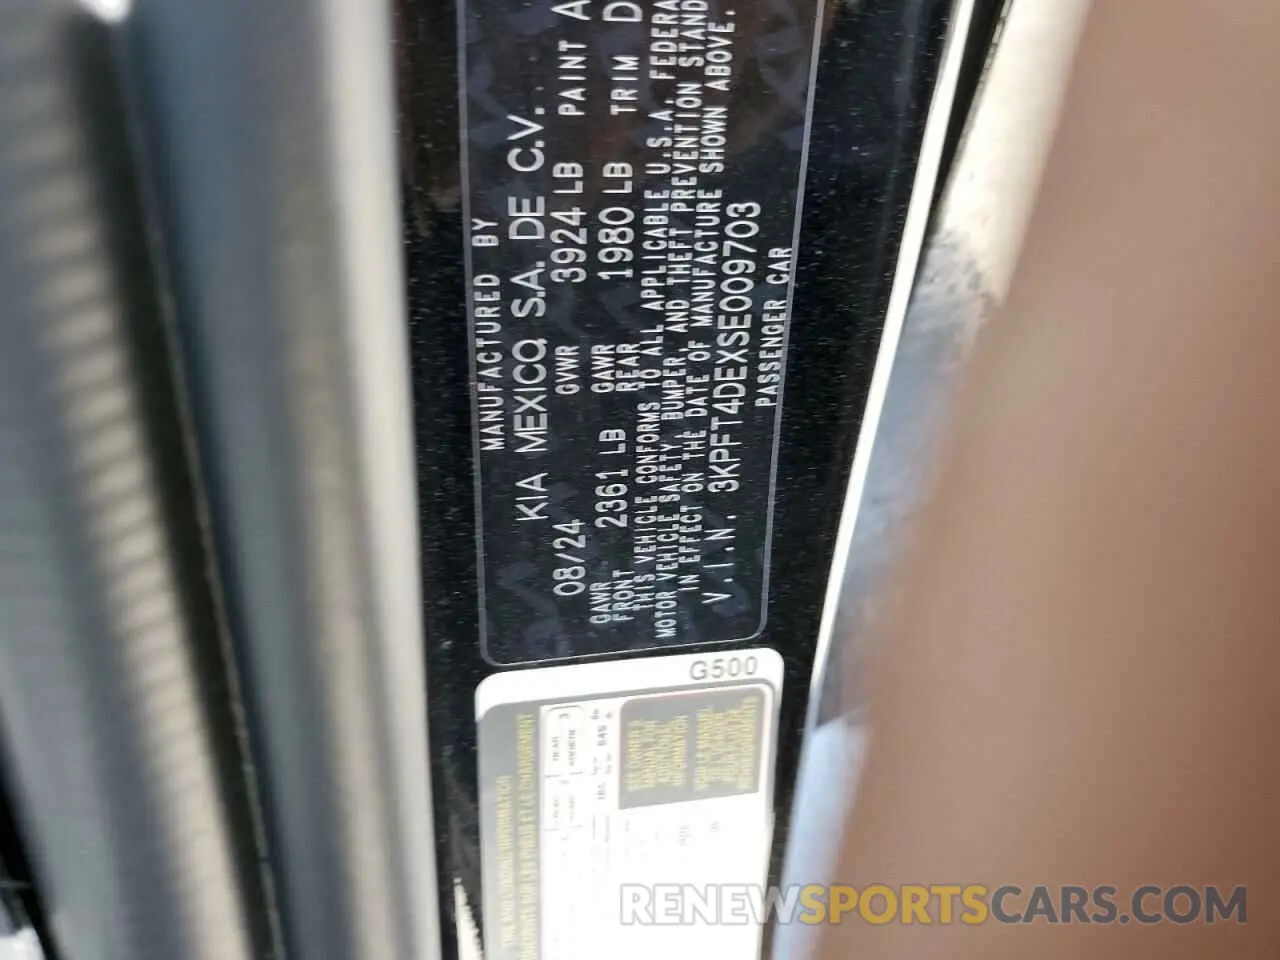 MANUFACTURED BY
KIA MEXICO S.A. DE C.V.
08/24 GVWR 3924 LB PAINT A
GAWR FRONT 2361 LB GAWR REAR 1980 LB TRIM D
THIS VEHICLE CONFORMS TO ALL APPLICABLE U.S.A. FEDERA
MOTOR VEHICLE SAFETY, BUMPER, AND THEFT PREVENTION STAND
IN EFFECT ON THE DATE OF MANUFACTURE SHOWN ABOVE.
V.I.N. 3KPFT4DEXSE009703
PASSENGER CAR
G500
RENEWSPORTSCARS.COM